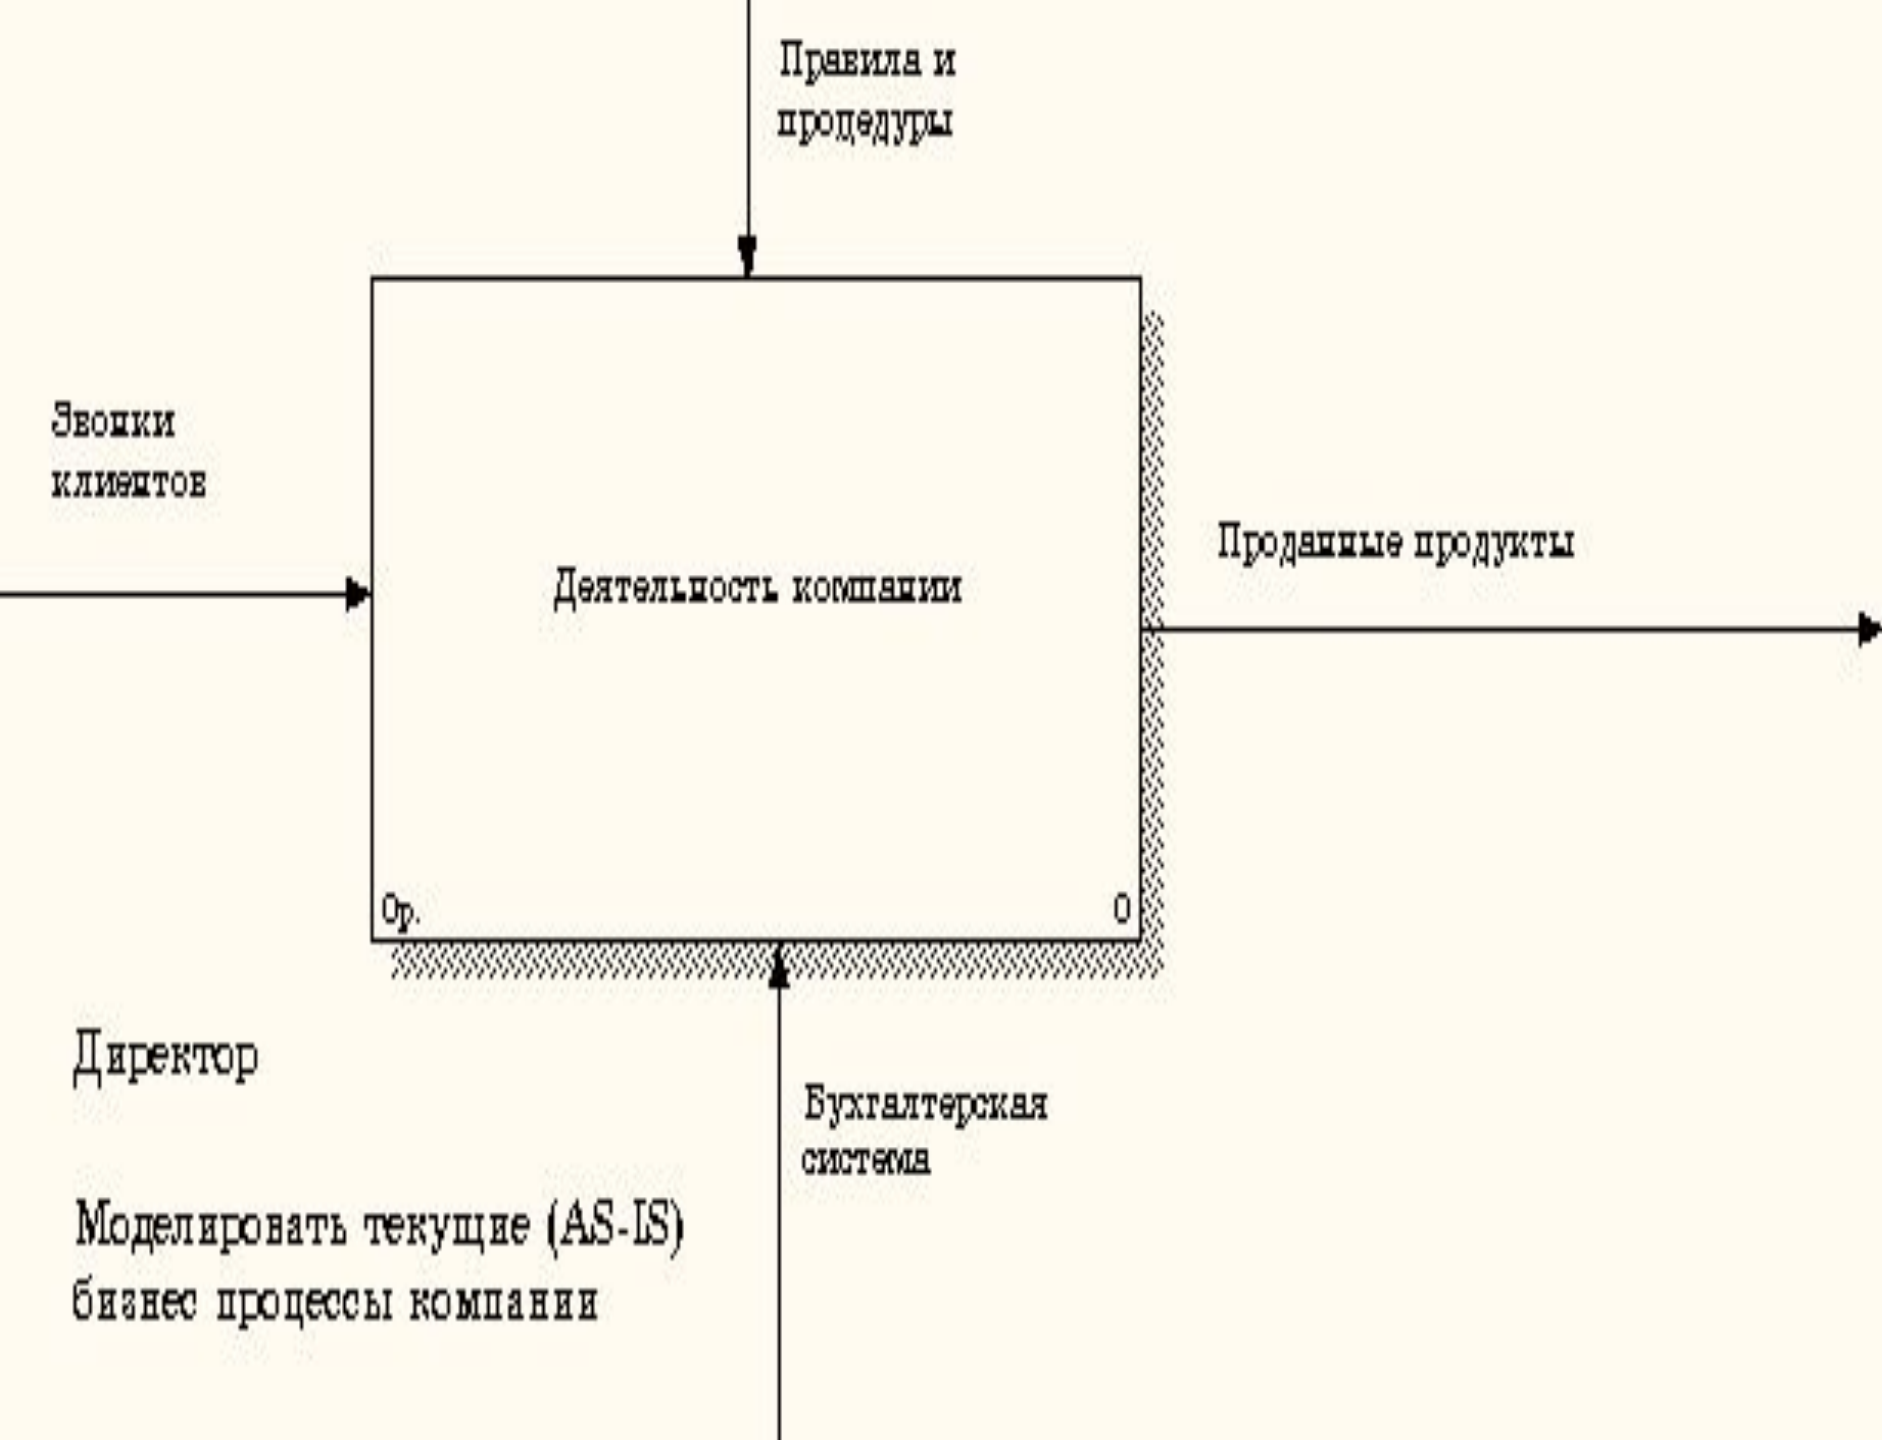 Правила и
процедуры
Звонки
клиентов
Деятельность компании
Проданные продукты
0р.
0
Директор
Бухгалтерская
система
Моделировать текущие (AS-IS)
бизнес процессы компании